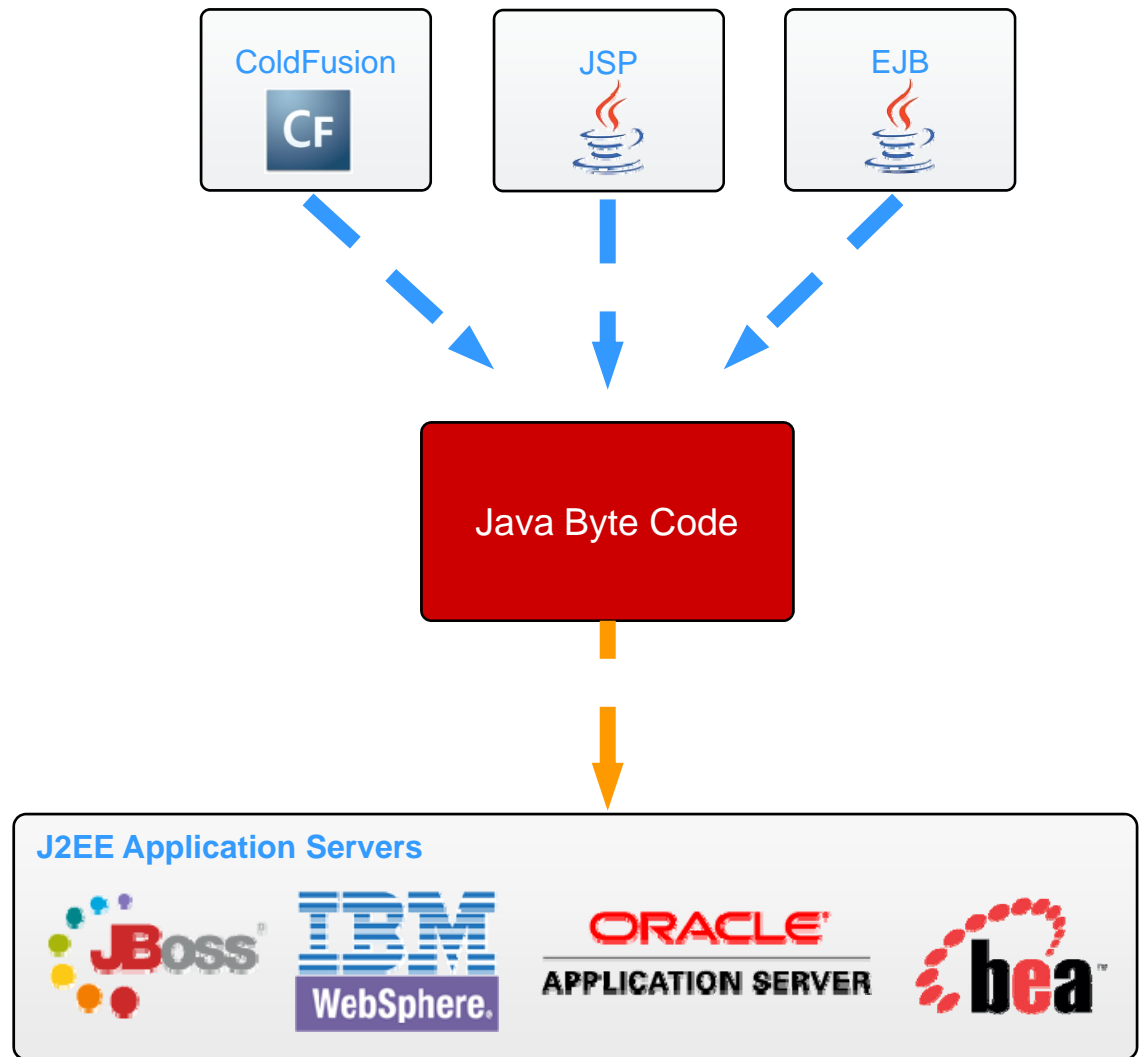 ColdFusion
JSP
EJB
CF
Java Byte Code
J2EE Application Servers
JBoss
IBM
WebSphere.
ORACLE
APPLICATION SERVER
bea